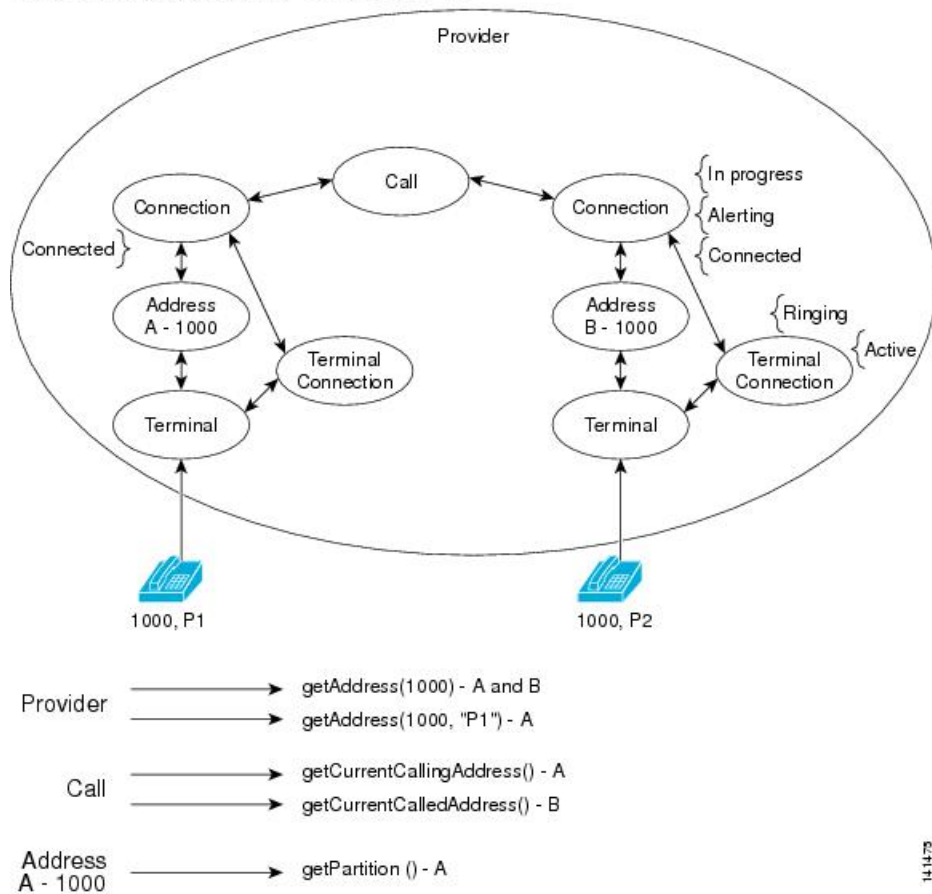 Provider
Call
Connection
Connection
{In progress
{Alerting
{Connected
Connected}
Address
A - 1000
Address
B - 1000
{Ringing
{Active
Terminal
Connection
Terminal
Connection
Terminal
Terminal
1000, P1
1000, P2
Provider
getAddress(1000) - A and B
getAddress(1000, "P1") - A
Call
getCurrentCallingAddress() - A
getCurrentCalledAddress() - B
Address
A - 1000
getPartition () - A
141475